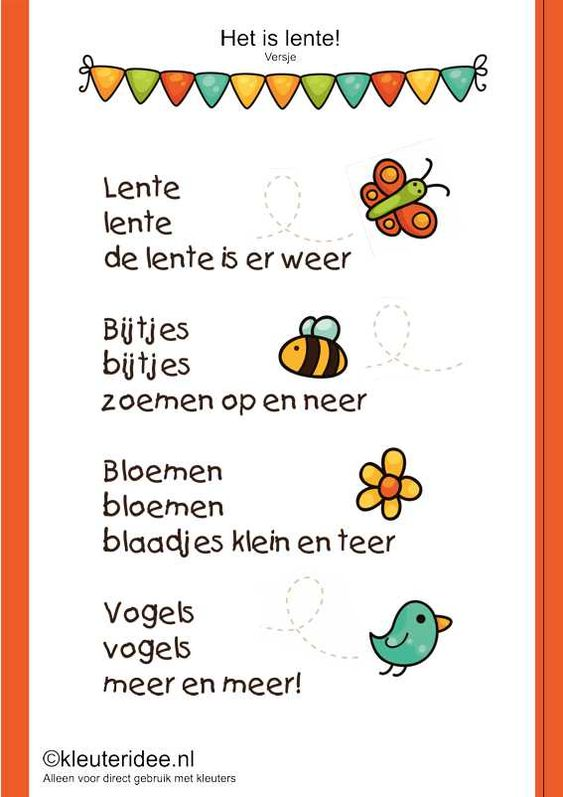 Het is lente!
Versje
Lente
lente
de lente is er weer
Bijtjes
bijtjes
zoemen op en neer
Bloemen
bloemen
blaadjes klein en teer
Vogels
vogels
meer en meer!
©kleuteridee.nl
Alleen voor direct gebruik met kleuters